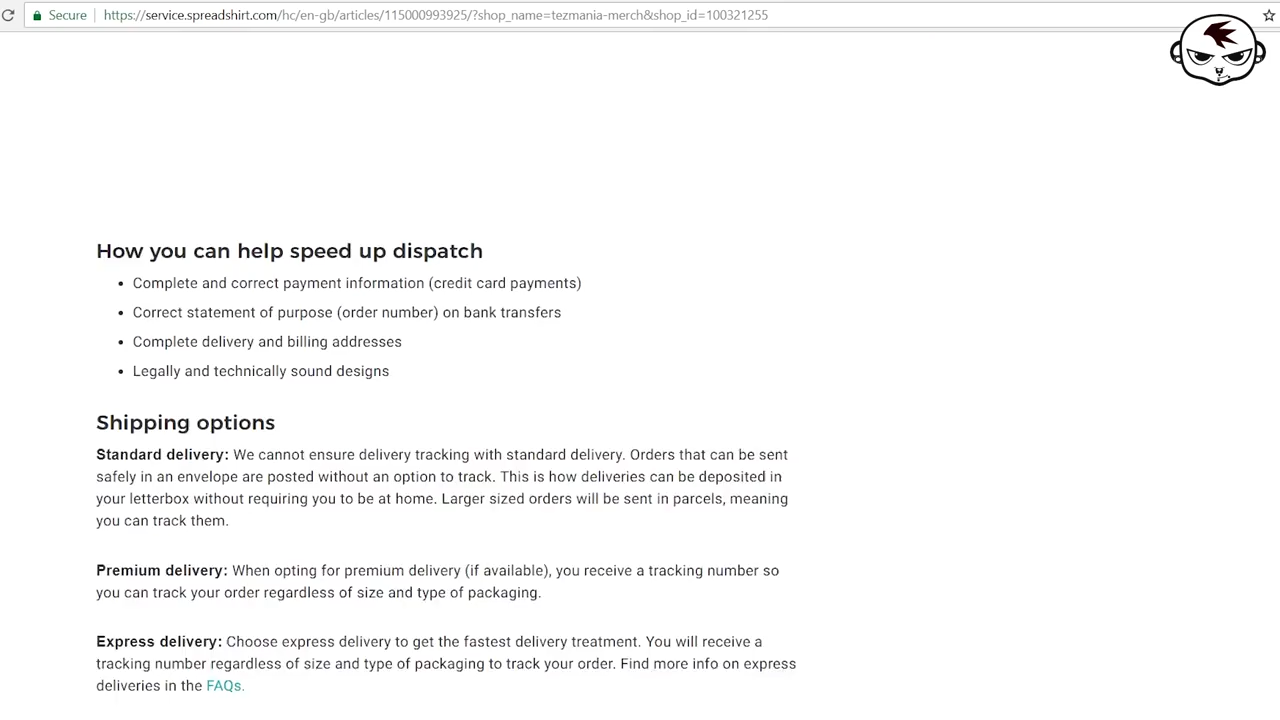 Secure https://service.spreadshirt.com/hc/en-gb/articles/115000993925/?shop_name=tezmania-merch&shop_id=100321255
How you can help speed up dispatch
• Complete and correct payment information (credit card payments)
• Correct statement of purpose (order number) on bank transfers
• Complete delivery and billing addresses
• Legally and technically sound designs
Shipping options
Standard delivery: We cannot ensure delivery tracking with standard delivery. Orders that can be sent
safely in an envelope are posted without an option to track. This is how deliveries can be deposited in
your letterbox without requiring you to be at home. Larger sized orders will be sent in parcels, meaning
you can track them.
Premium delivery: When opting for premium delivery (if available), you receive a tracking number so
you can track your order regardless of size and type of packaging.
Express delivery: Choose express delivery to get the fastest delivery treatment. You will receive a
tracking number regardless of size and type of packaging to track your order. Find more info on express
deliveries in the FAQs.